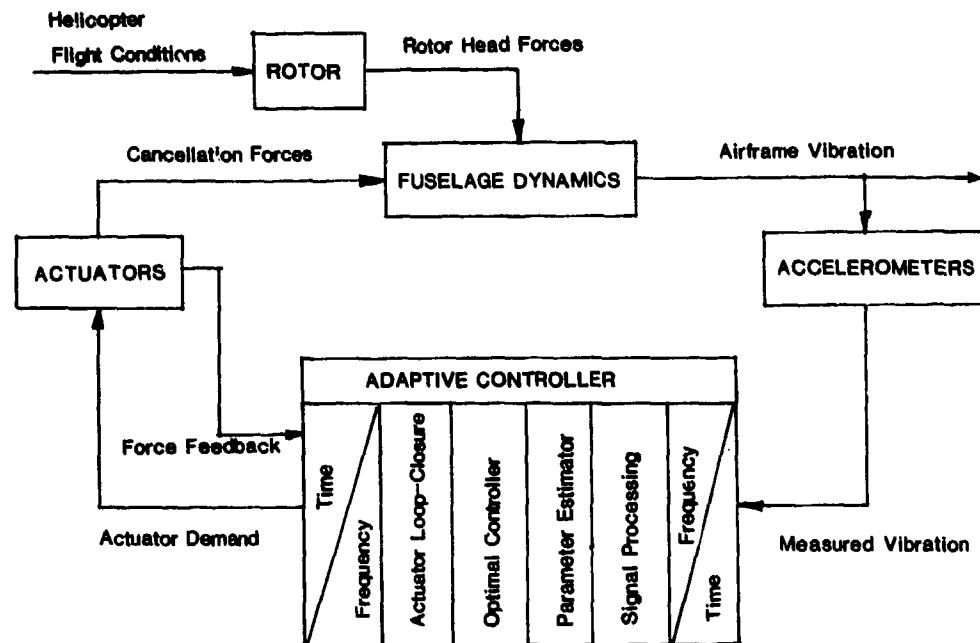 Helicopter
Flight Conditions
ROTOR
Rotor Head Forces
Cancellation Forces
FUSELAGE DYNAMICS
Airframe Vibration
ACTUATORS
ACCELEROMETERS
ADAPTIVE CONTROLLER
Force Feedback
Time
Frequency
Actuator Loop-Closure
Optimal Controller
Parameter Estimator
Signal Processing
Frequency
Time
Actuator Demand
Measured Vibration